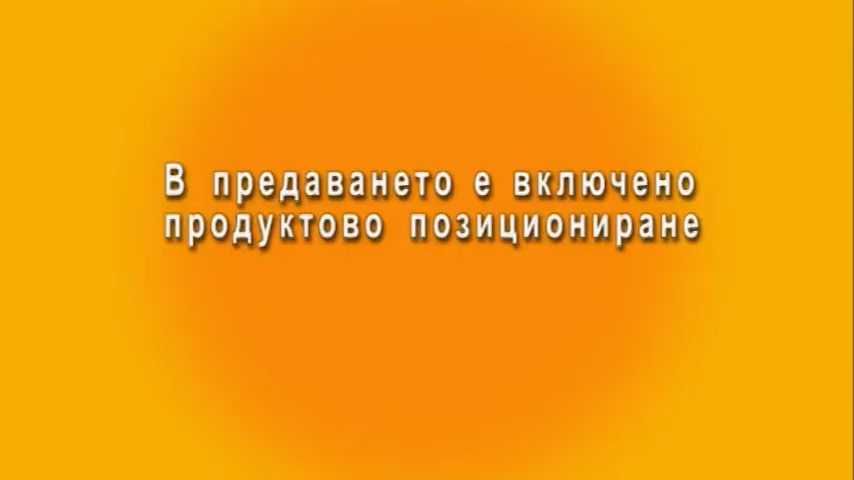 В предаването е включено
продуктово позициониране